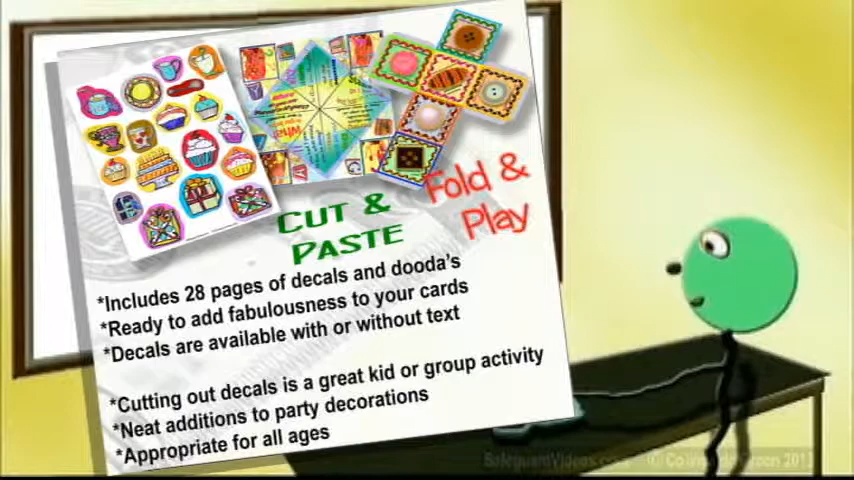 CUT &
PASTE
Fold &
Play
*Includes 28 pages of decals and dooda's
*Ready to add fabulousness to your cards
*Decals are available with or without text
*Cutting out decals is a great kid or group activity
*Neat additions to party decorations
*Appropriate for all ages